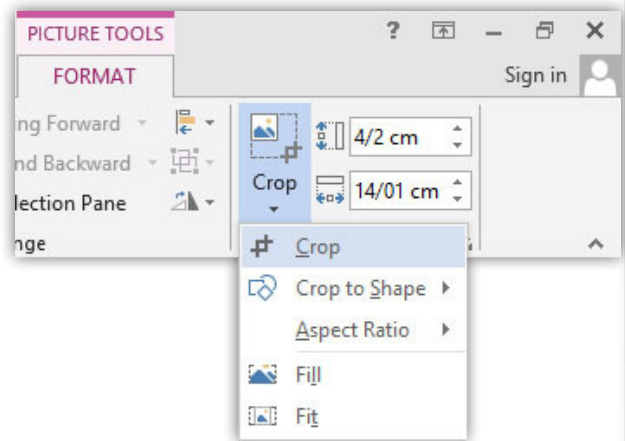 PICTURE TOOLS ?
FORMAT Sign in
ng Forward
nd Backward
lection Pane
nge
4/2 cm
Crop
14/01 cm
Crop
Crop to Shape
Aspect Ratio
Fill
Fit